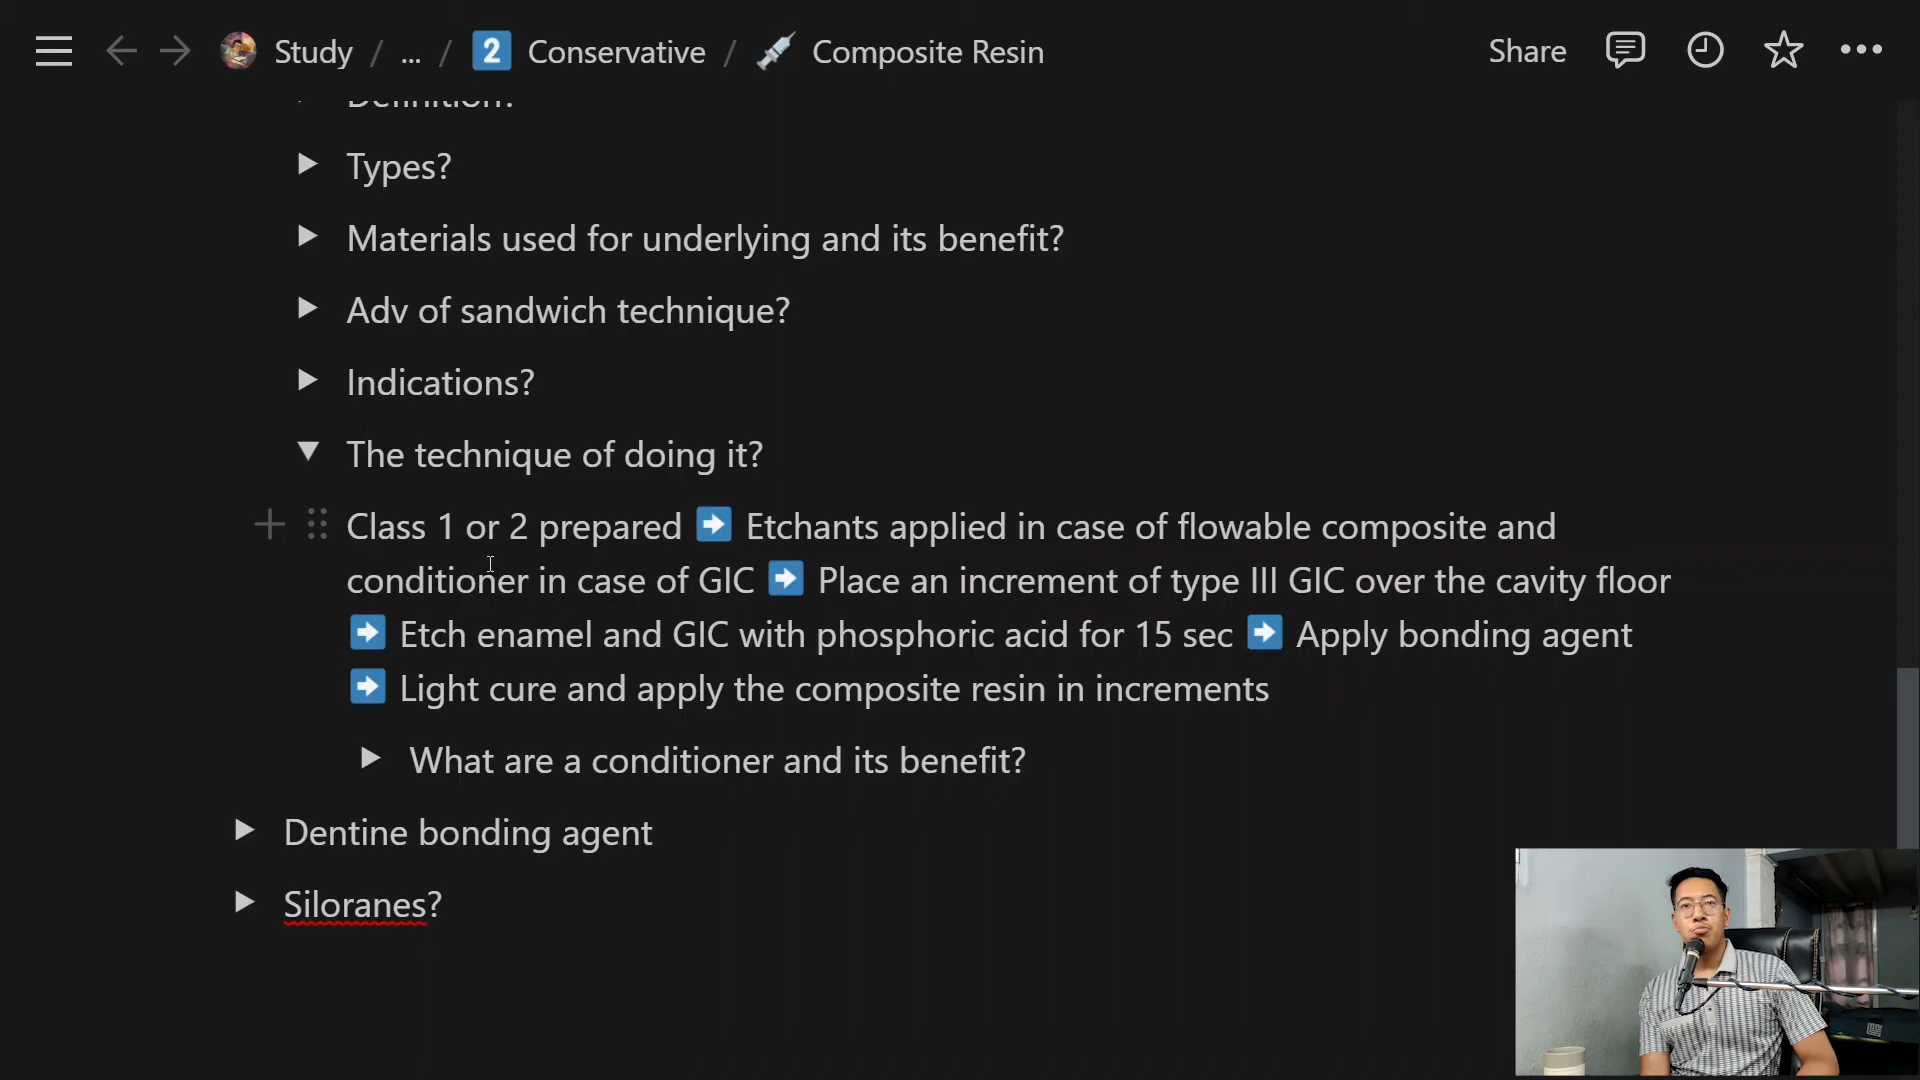 Study / ... / 2 Conservative / Composite Resin
Share
Definition?
Types?
Materials used for underlying and its benefit?
Adv of sandwich technique?
Indications?
The technique of doing it?
Class 1 or 2 prepared ➡ Etchants applied in case of flowable composite and
conditioner in case of GIC ➡ Place an increment of type III GIC over the cavity floor
➡ Etch enamel and GIC with phosphoric acid for 15 sec ➡ Apply bonding agent
➡ Light cure and apply the composite resin in increments
What are a conditioner and its benefit?
Dentine bonding agent
Siloranes?